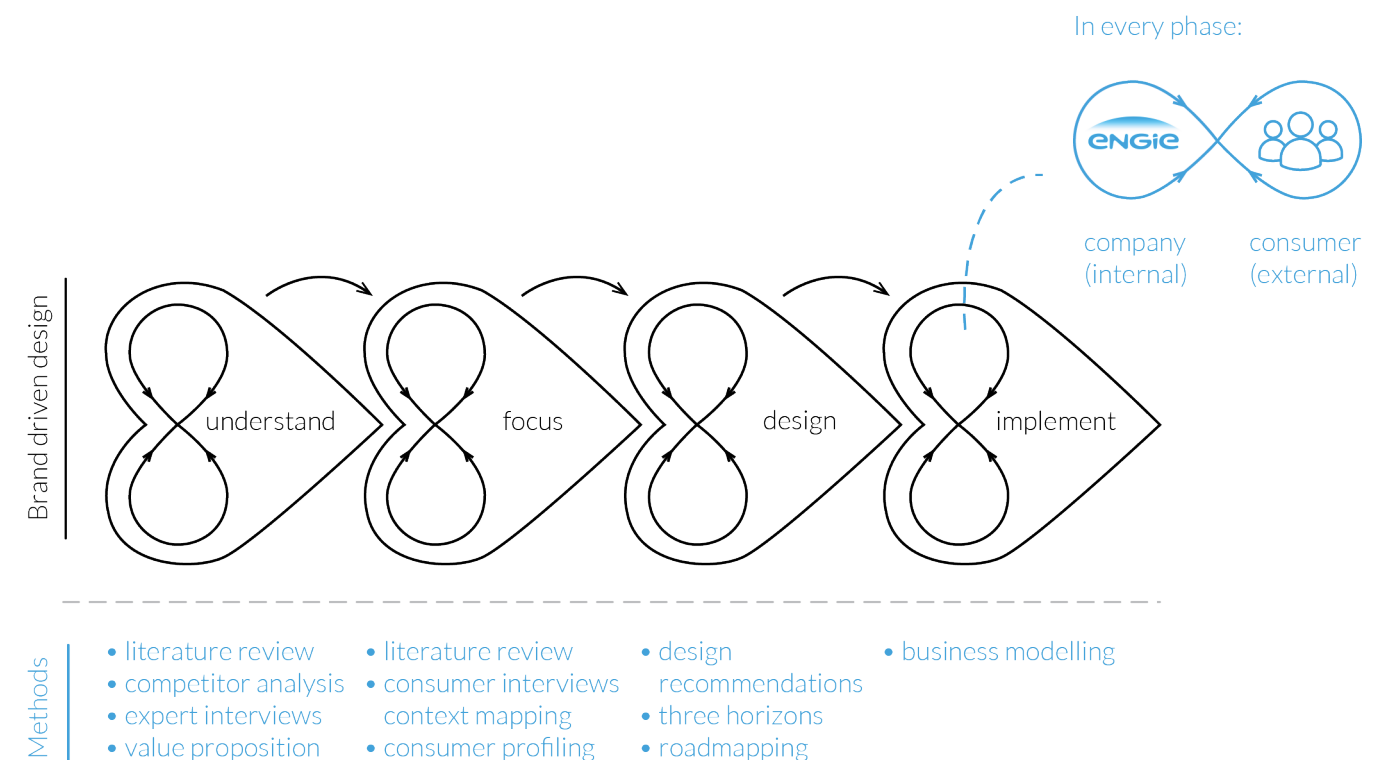 In every phase:
ENGIE
company
(internal)
consumer
(external)
Brand driven design
understand
focus
design
implement
Methods
• literature review
• competitor analysis
• expert interviews
• value proposition
• literature review
• consumer interviews
context mapping
• consumer profiling
• design
recommendations
• three horizons
• roadmapping
• business modelling